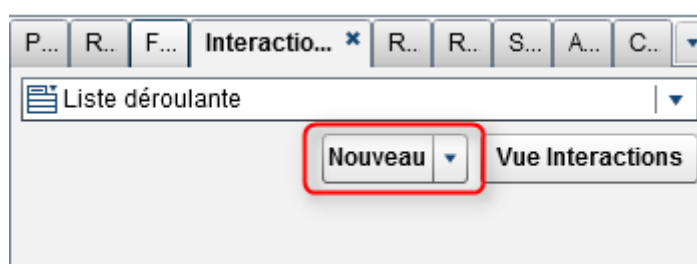 P... R.. F... Interactio... × R.. R.. S... A... C..
Liste déroulante
Nouveau Vue Interactions